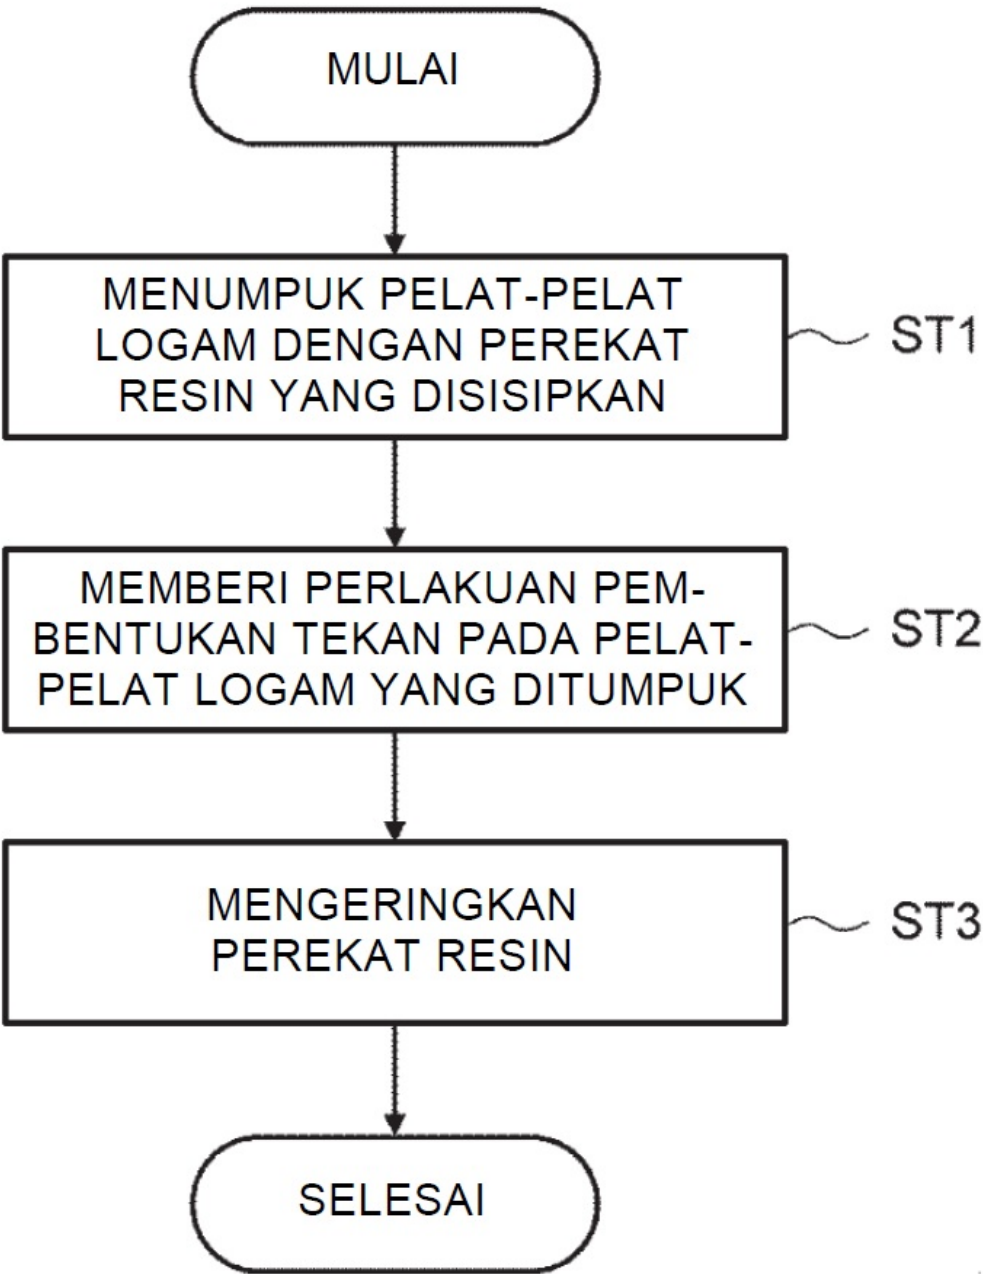 MULAI
MENUMPUK PELAT-PELAT
LOGAM DENGAN PEREKAT
RESIN YANG DISISIPKAN
ST1
MEMBERI PERLAKUAN PEM-
BENTUKAN TEKAN PADA PELAT-
PELAT LOGAM YANG DITUMPUK
ST2
MENGERINGKAN
PEREKAT RESIN
ST3
SELESAI